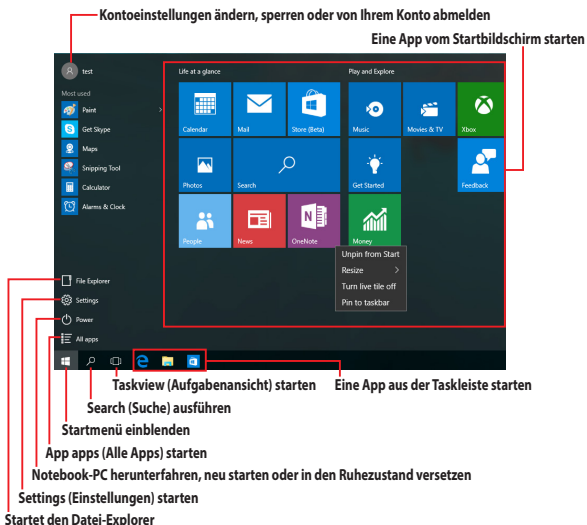 Kontoeinstellungen ändern, sperren oder von Ihrem Konto abmelden
Eine App vom Startbildschirm starten
test
Life at a glance
Play and Explore
Most used
Paint
Get Skype
Maps
Snipping Tool
Calculator
Alarms & Clock
Calendar
Mail
Store (Beta)
Music
Movies & TV
Xbox
Photos
Search
Get Started
Feedback
People
News
OneNote
Money
Unpin from Start
Resize
Turn live tile off
Pin to taskbar
File Explorer
Settings
Power
All apps
Taskview (Aufgabenansicht) starten
Eine App aus der Taskleiste starten
Search (Suche) ausführen
Startmenü einblenden
App apps (Alle Apps) starten
Notebook-PC herunterfahren, neu starten oder in den Ruhezustand versetzen
Settings (Einstellungen) starten
Startet den Datei-Explorer